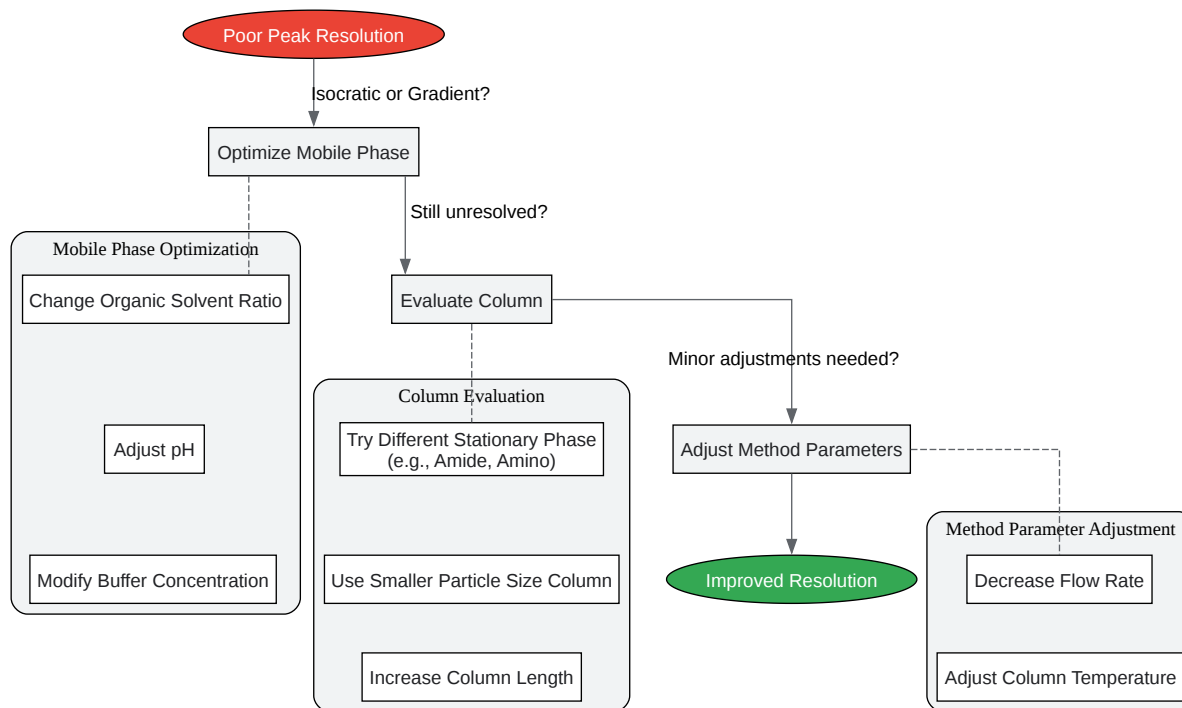 Poor Peak Resolution
Isocratic or Gradient?
Optimize Mobile Phase
Still unresolved?
Mobile Phase Optimization
Change Organic Solvent Ratio
Adjust pH
Modify Buffer Concentration
Evaluate Column
Minor adjustments needed?
Column Evaluation
Try Different Stationary Phase
(e.g., Amide, Amino)
Use Smaller Particle Size Column
Increase Column Length
Adjust Method Parameters
Improved Resolution
Method Parameter Adjustment
Decrease Flow Rate
Adjust Column Temperature